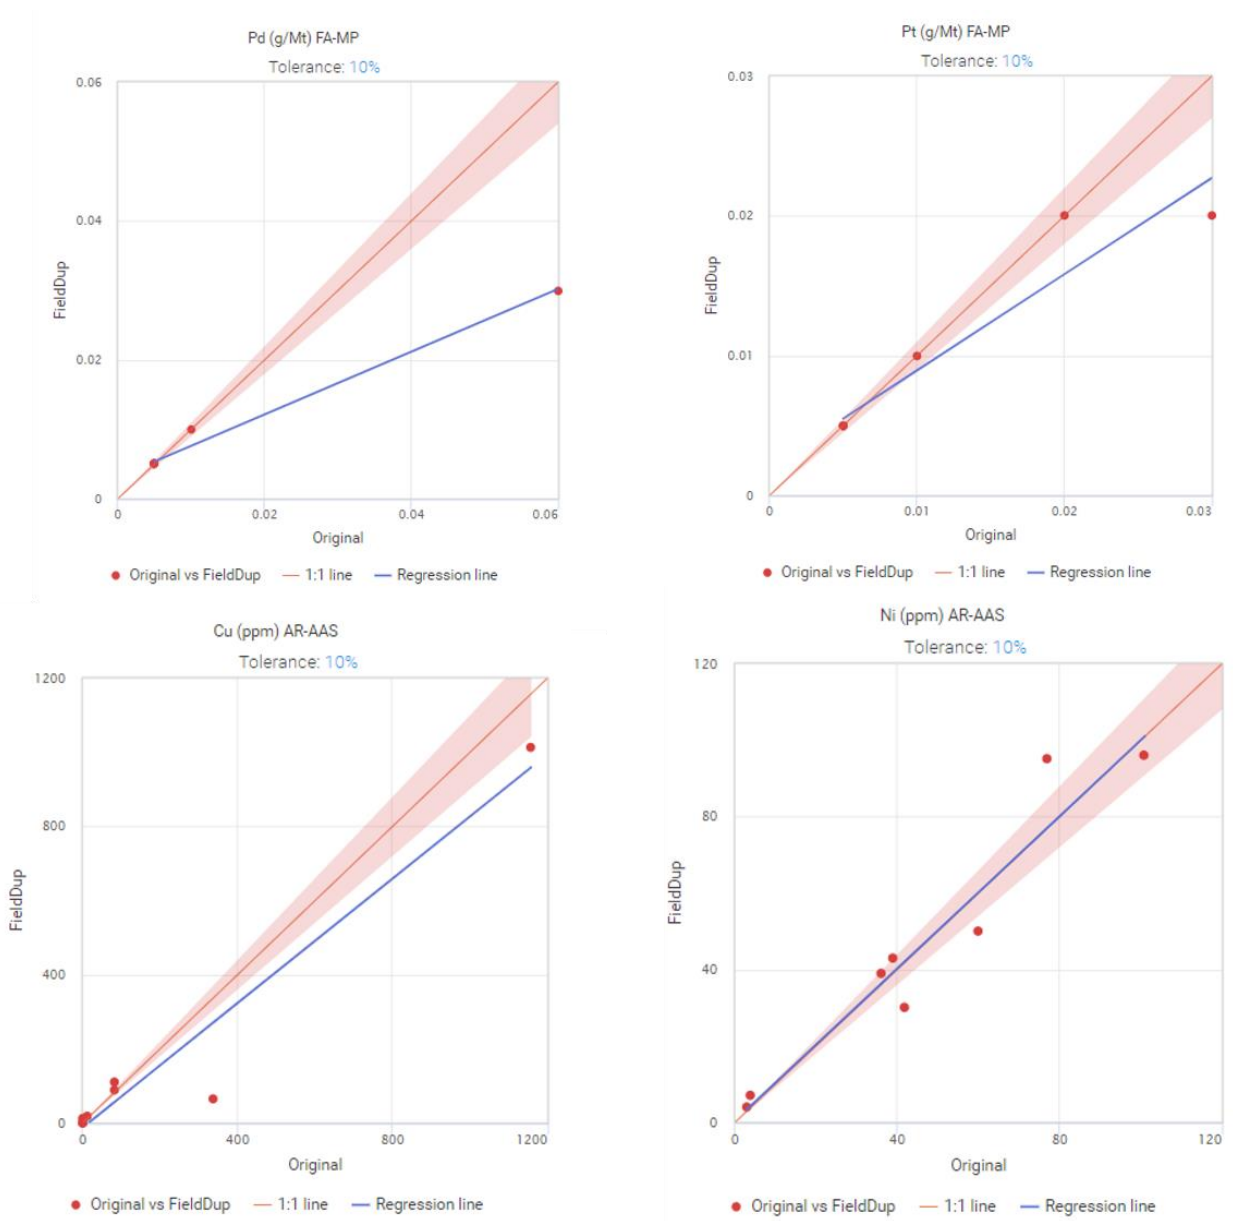 Pd (g/Mt) FA-MP
Tolerance: 10%
0.06
0.04
0.02
0
FieldDup
0
0.02
0.04
0.06
Original
Original vs FieldDup
1:1 line
Regression line
Pt (g/Mt) FA-MP
Tolerance: 10%
0.03
0.02
0.01
0
FieldDup
0
0.01
0.02
0.03
Original
Original vs FieldDup
1:1 line
Regression line
Cu (ppm) AR-AAS
Tolerance: 10%
1200
800
400
0
FieldDup
0
400
800
1200
Original
Original vs FieldDup
1:1 line
Regression line
Ni (ppm) AR-AAS
Tolerance: 10%
120
80
40
0
FieldDup
0
40
80
120
Original
Original vs FieldDup
1:1 line
Regression line